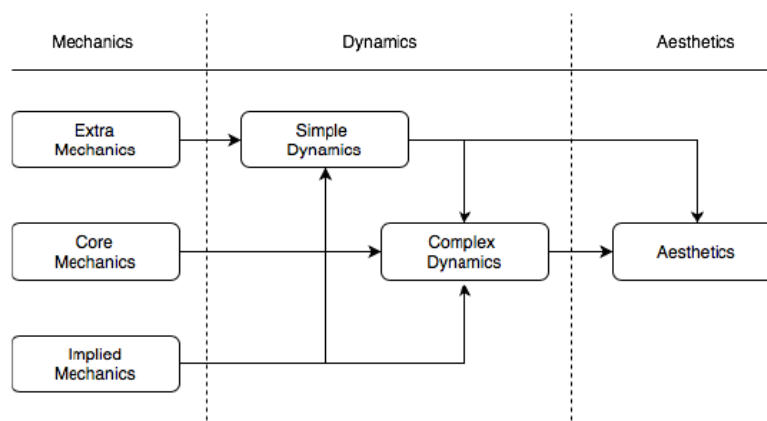 Mechanics
Dynamics
Aesthetics
Extra
Mechanics
Simple
Dynamics
Core
Mechanics
Complex
Dynamics
Aesthetics
Implied
Mechanics